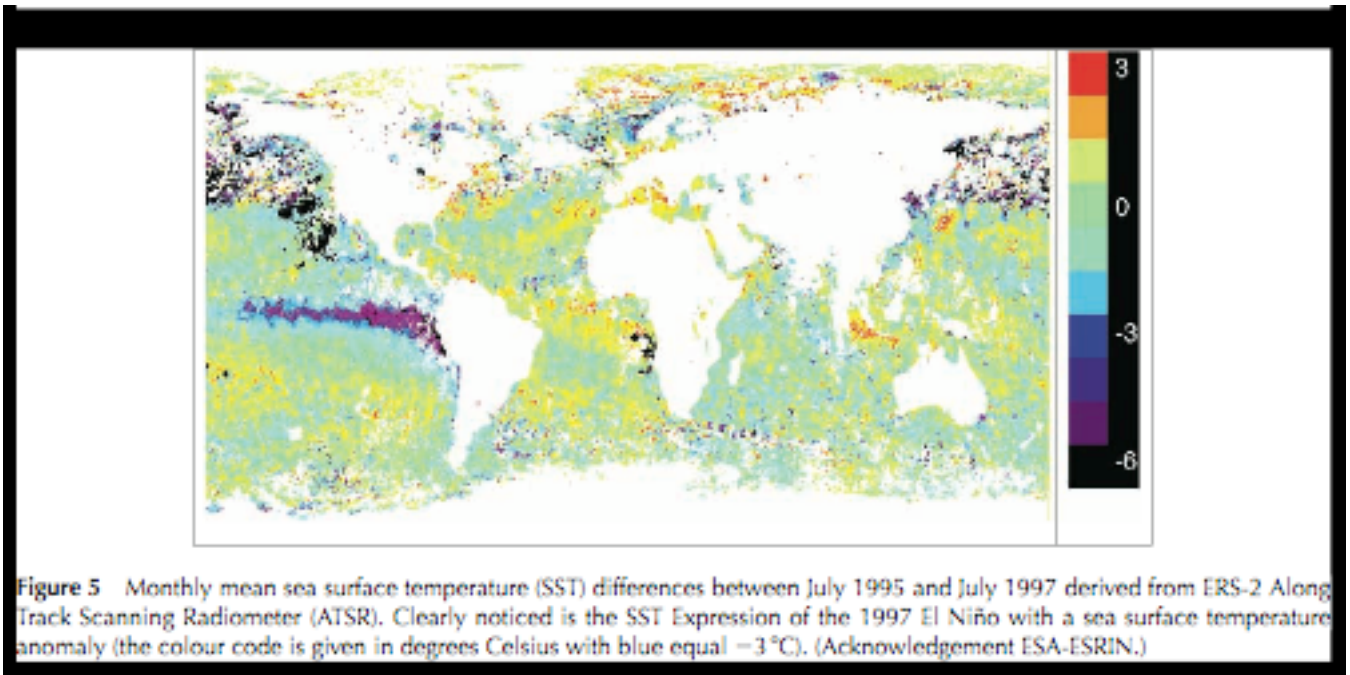 3
0
-3
-6
Figure 5 Monthly mean sea surface temperature (SST) differences between July 1995 and July 1997 derived from ERS-2 Along
Track Scanning Radiometer (ATSR). Clearly noticed is the SST Expression of the 1997 El Niño with a sea surface temperature
anomaly (the colour code is given in degrees Celsius with blue equal −3 °C). (Acknowledgement ESA-ESRIN.)